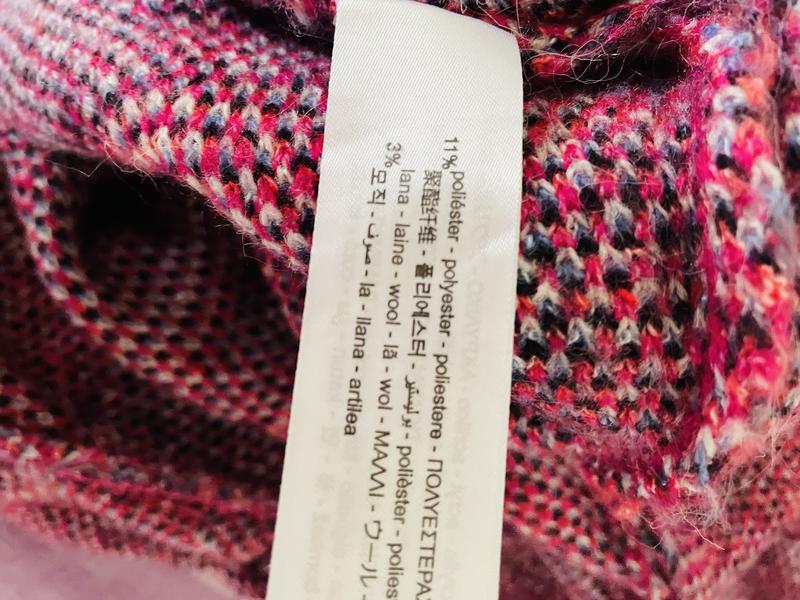 11% poliéster - polyester - poliestere - ΠΟΛΥΕΣΤΕΡΑΣ
聚酯纤维 - 폴리에스터 - بوليستير - polièster - polies
3% lana - laine - wool - lã - wol - ΜΑΛΛΙ - ウール -
모직 - صوف - la - llana - artilea